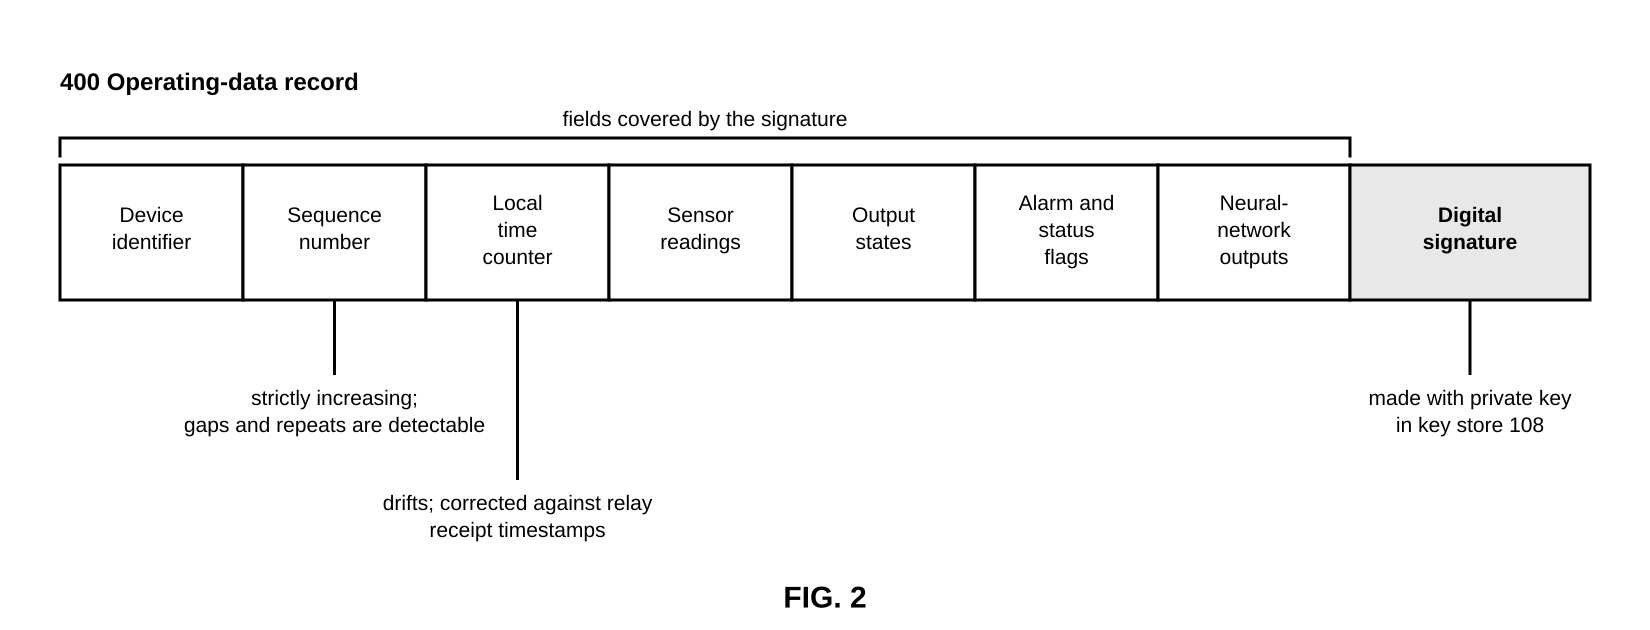 400 Operating-data record
fields covered by the signature
Device
identifier
Sequence
number
Local
time
counter
Sensor
readings
Output
states
Alarm and
status
flags
Neural-
network
outputs
Digital
signature
strictly increasing;
gaps and repeats are detectable
made with private key
in key store 108
drifts; corrected against relay
receipt timestamps
FIG. 2